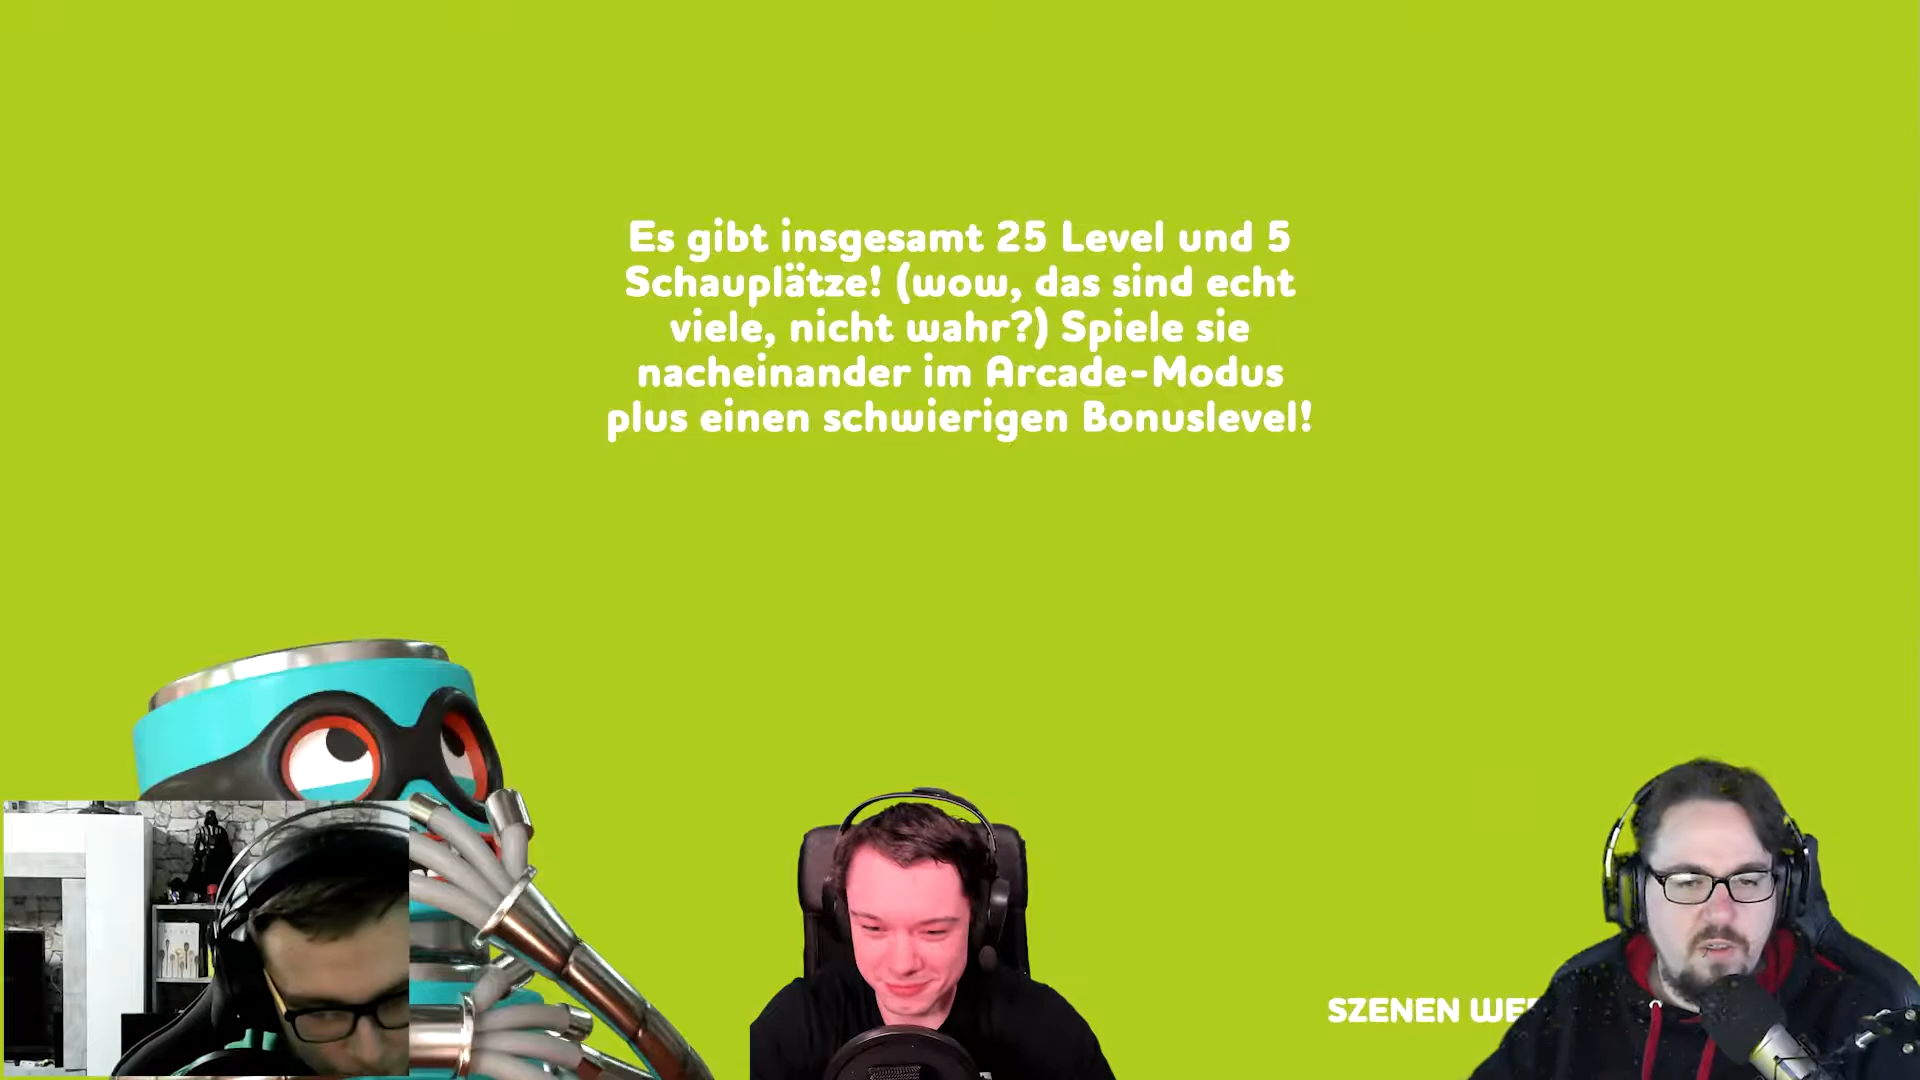 Es gibt insgesamt 25 Level und 5
Schauplätze! (wow, das sind echt
viele, nicht wahr?) Spiele sie
nacheinander im Arcade-Modus
plus einen schwierigen Bonuslevel!
SZENEN